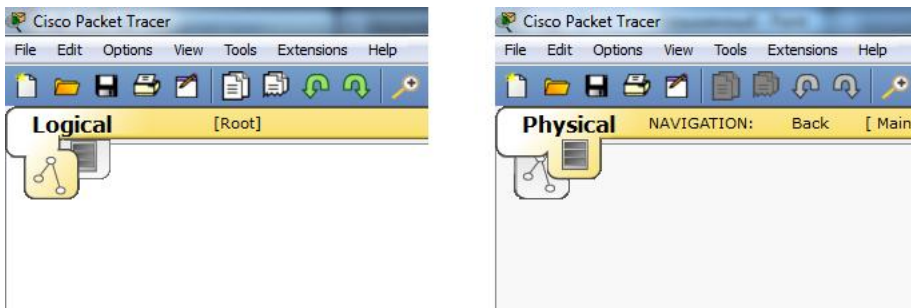 Cisco Packet Tracer
File Edit Options View Tools Extensions Help
Logical [Root]
Cisco Packet Tracer
File Edit Options View Tools Extensions Help
Physical NAVIGATION: Back [ Main